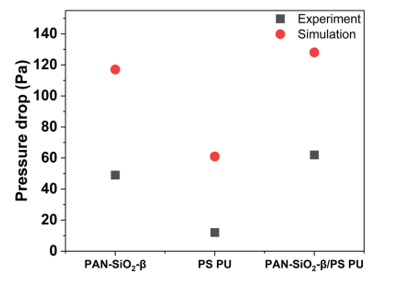 Experiment
Simulation
Pressure drop (Pa)
140
120
100
80
60
40
20
0
PAN-SiO₂-β PS PU PAN-SiO₂-β/PS PU